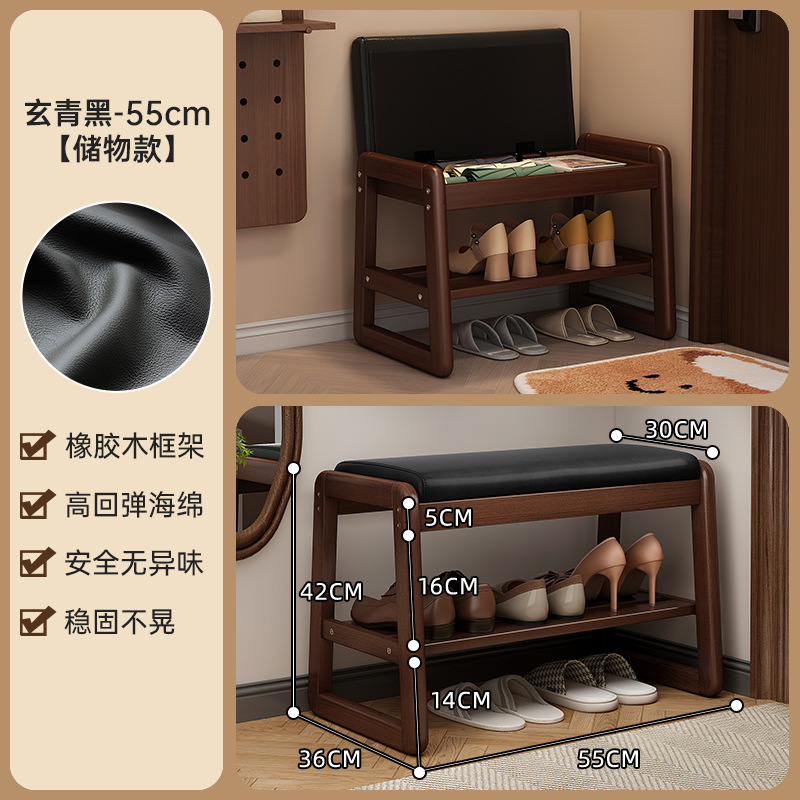 玄青黑-55cm
【储物款】
橡胶木框架
高回弹海绵
安全无异味
稳固不晃
30CM
5CM
42CM
16CM
14CM
36CM
55CM